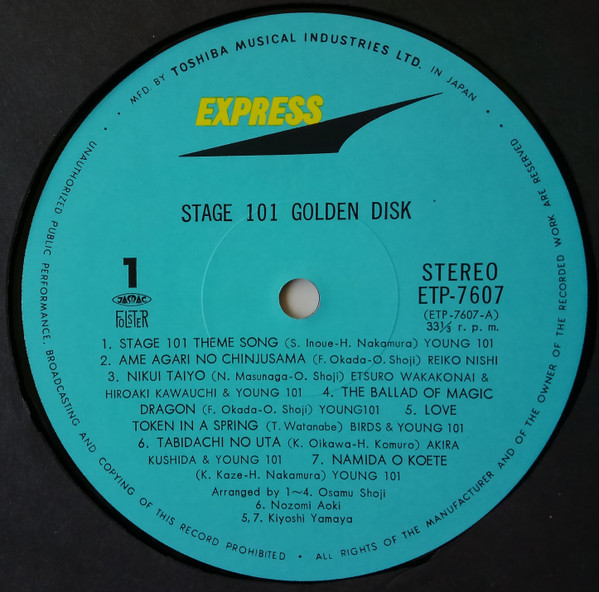 MFD. BY TOSHIBA MUSICAL INDUSTRIES LTD. IN JAPAN •
EXPRESS
STAGE 101 GOLDEN DISK
1
JASRAC
FOLSTER
STEREO
ETP-7607
(ETP-7607-A)
33⅓ r. p. m.
1. STAGE 101 THEME SONG (S. Inoue-H. Nakamura) YOUNG 101
2. AME AGARI NO CHINJUSAMA (F. Okada-O. Shoji) REIKO NISHI
3. NIKUI TAIYO (N. Masunaga-O. Shoji) ETSURO WAKAKONAI &
HIROAKI KAWAUCHI & YOUNG 101 4. THE BALLAD OF MAGIC
DRAGON (F. Okada-O. Shoji) YOUNG101 5. LOVE
TOKEN IN A SPRING (T. Watanabe) BIRDS & YOUNG 101
6. TABIDACHI NO UTA (K. Oikawa-H. Komuro) AKIRA
KUSHIDA & YOUNG 101 7. NAMIDA O KOETE
(K. Kaze-H. Nakamura) YOUNG 101
Arranged by 1~4. Osamu Shoji
6. Nozomi Aoki
5,7. Kiyoshi Yamaya
UNAUTHORIZED PUBLIC PERFORMANCE, BROADCASTING AND COPYING OF THIS RECORD PROHIBITED • ALL RIGHTS OF THE MANUFACTURER AND OF THE OWNER OF THE RECORDED WORK ARE RESERVED •